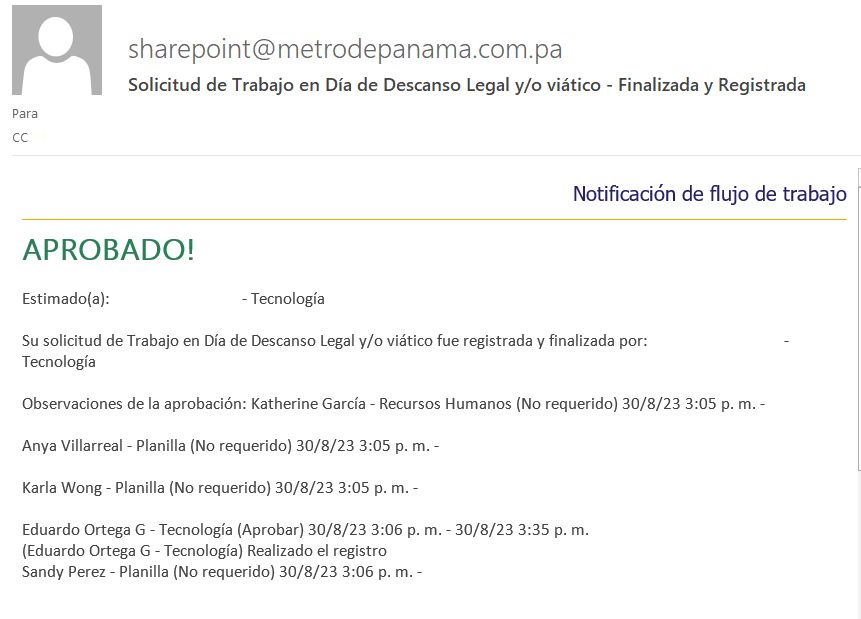 sharepoint@metrodepanama.com.pa
Solicitud de Trabajo en Día de Descanso Legal y/o viático - Finalizada y Registrada
Para
CC
Notificación de flujo de trabajo
APROBADO!
Estimado(a): - Tecnología
Su solicitud de Trabajo en Día de Descanso Legal y/o viático fue registrada y finalizada por: -
Tecnología
Observaciones de la aprobación: Katherine García - Recursos Humanos (No requerido) 30/8/23 3:05 p. m. -
Anya Villarreal - Planilla (No requerido) 30/8/23 3:05 p. m. -
Karla Wong - Planilla (No requerido) 30/8/23 3:05 p. m. -
Eduardo Ortega G - Tecnología (Aprobar) 30/8/23 3:06 p. m. - 30/8/23 3:35 p. m.
(Eduardo Ortega G - Tecnología) Realizado el registro
Sandy Perez - Planilla (No requerido) 30/8/23 3:06 p. m. -